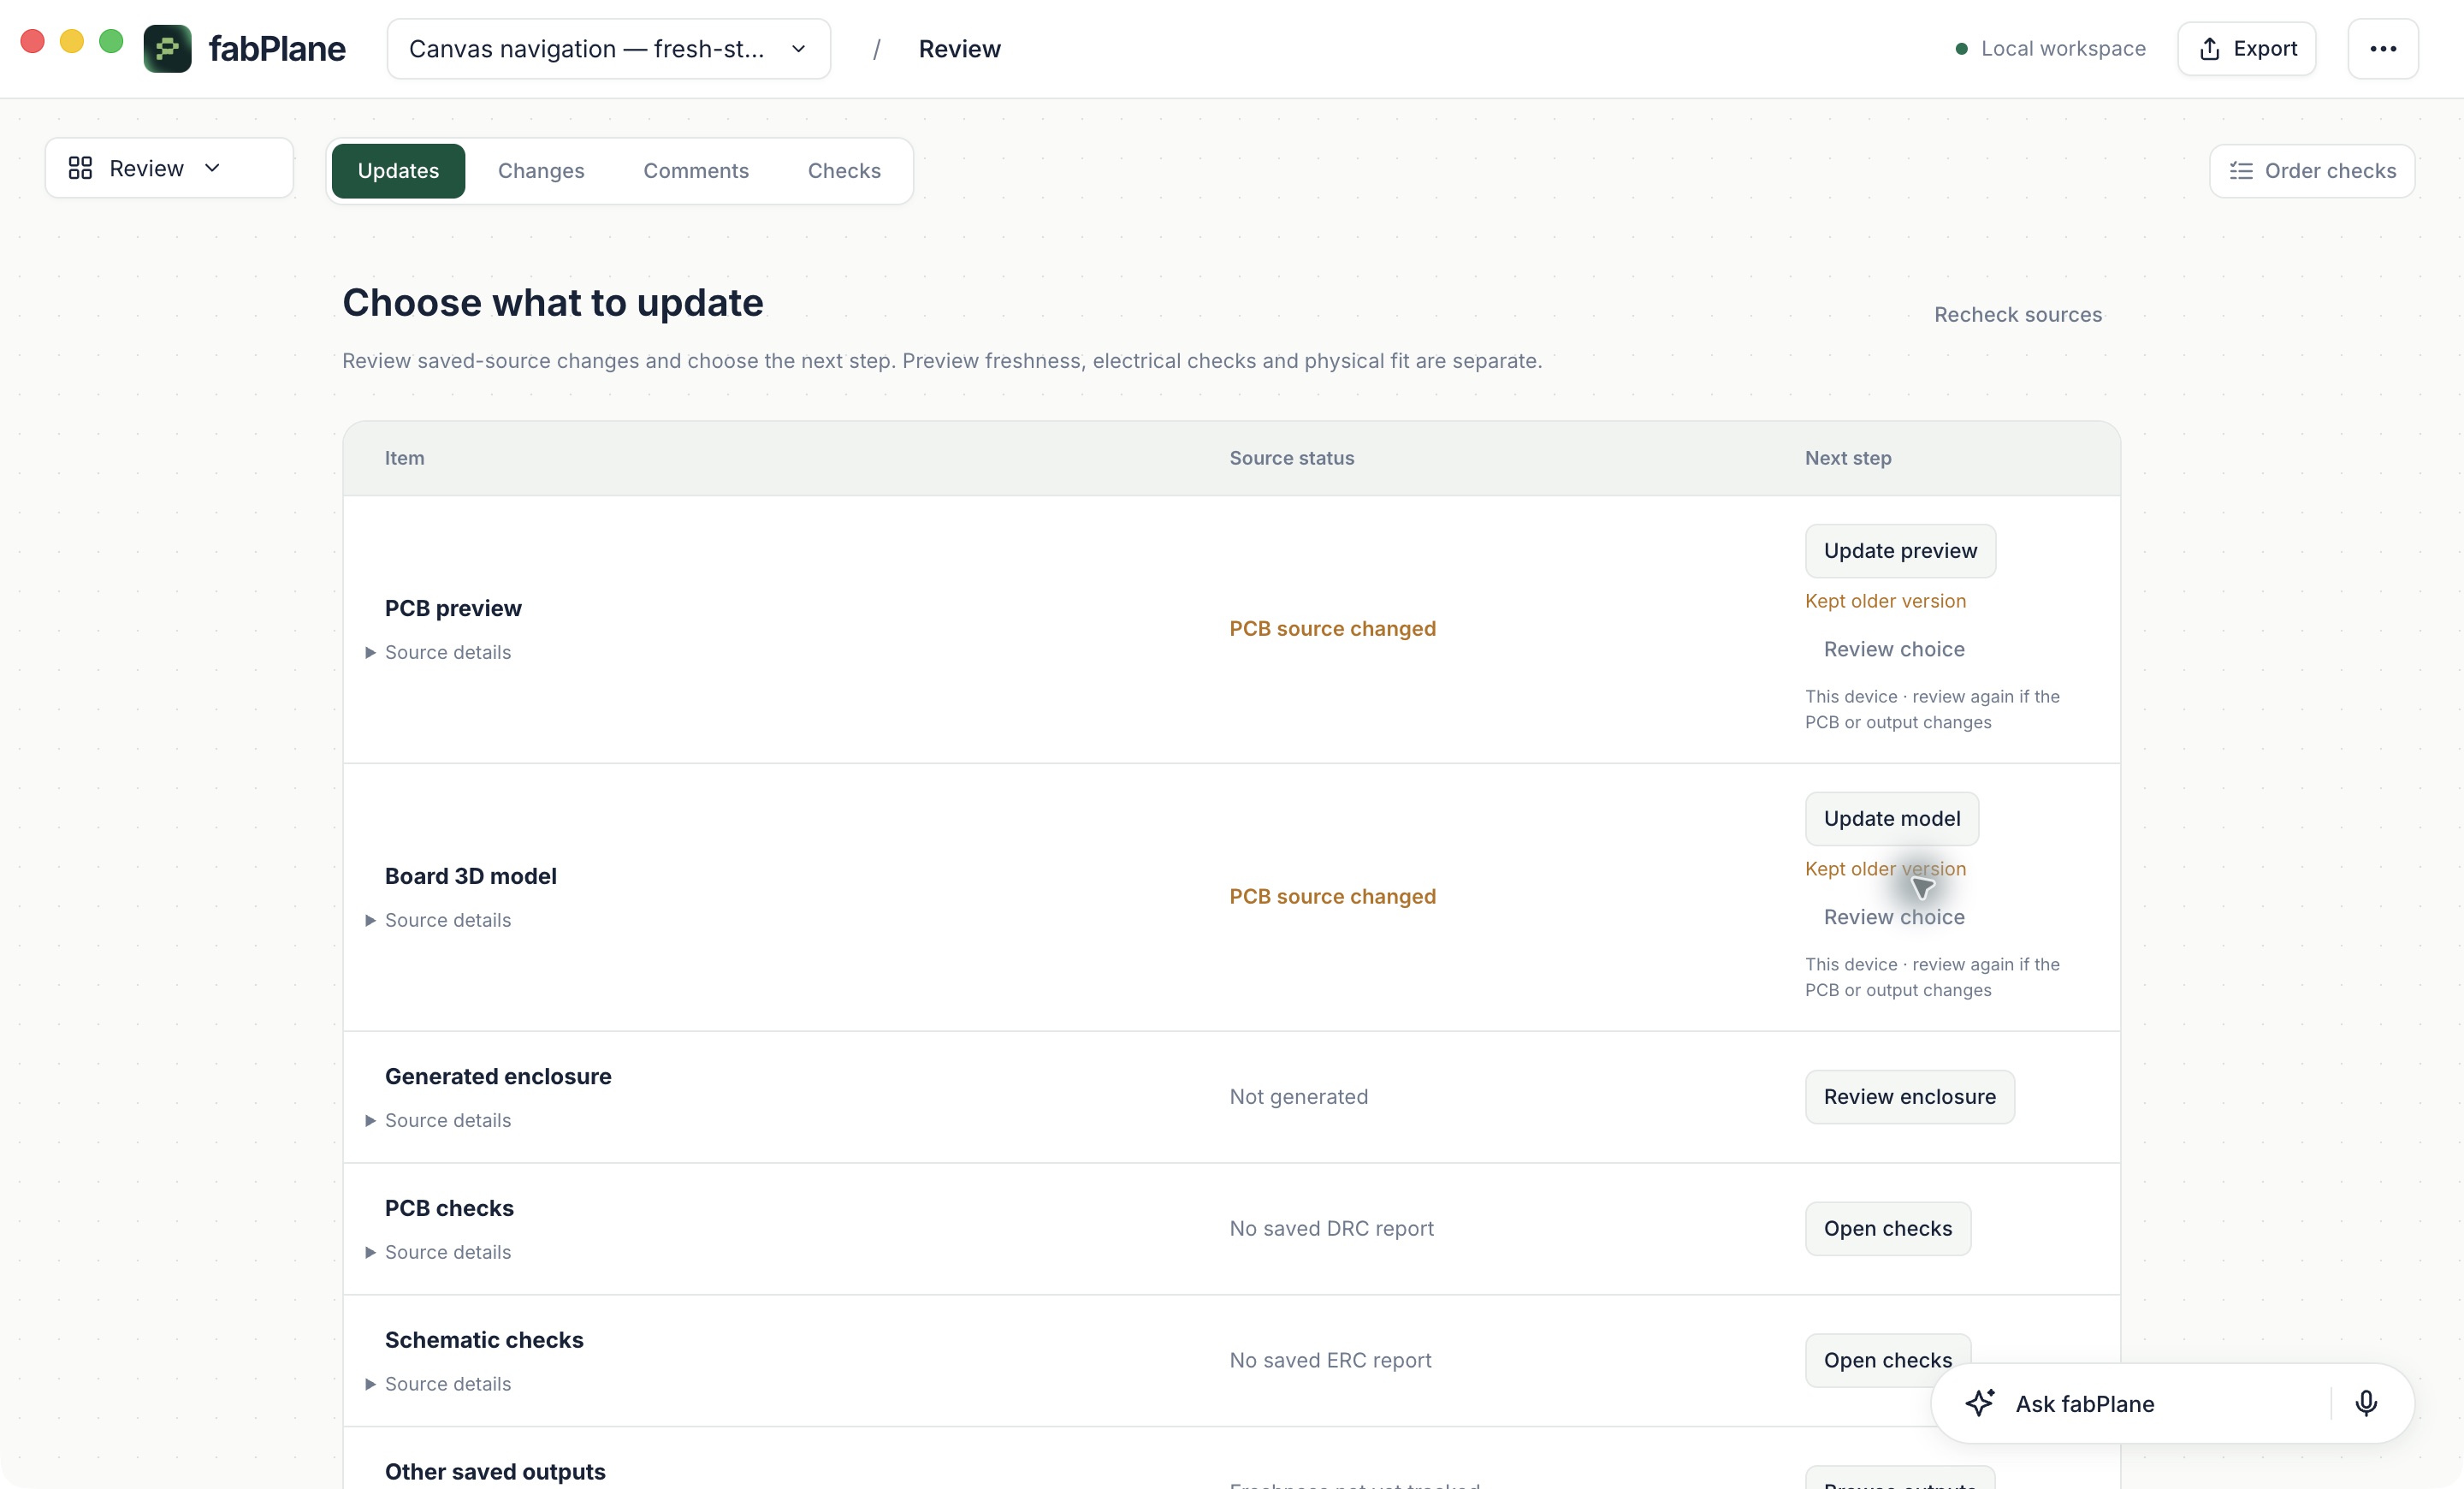 fabPlane
Canvas navigation — fresh-st...
/
Review
Local workspace
Export
Review
Updates
Changes
Comments
Checks
Order checks
Choose what to update
Recheck sources
Review saved-source changes and choose the next step. Preview freshness, electrical checks and physical fit are separate.
Item
Source status
Next step
PCB preview
Source details
PCB source changed
Update preview
Kept older version
Review choice
This device · review again if the
PCB or output changes
Board 3D model
Source details
PCB source changed
Update model
Kept older version
Review choice
This device · review again if the
PCB or output changes
Generated enclosure
Source details
Not generated
Review enclosure
PCB checks
Source details
No saved DRC report
Open checks
Schematic checks
Source details
No saved ERC report
Open checks
Ask fabPlane
Other saved outputs